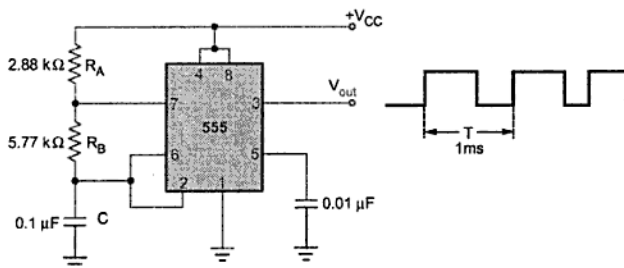 +VCC
2.88 kΩ RA
4 8
7
3
Vout
555
5.77 kΩ RB
6
5
2 1
T
1ms
0.1 μF C
0.01 μF